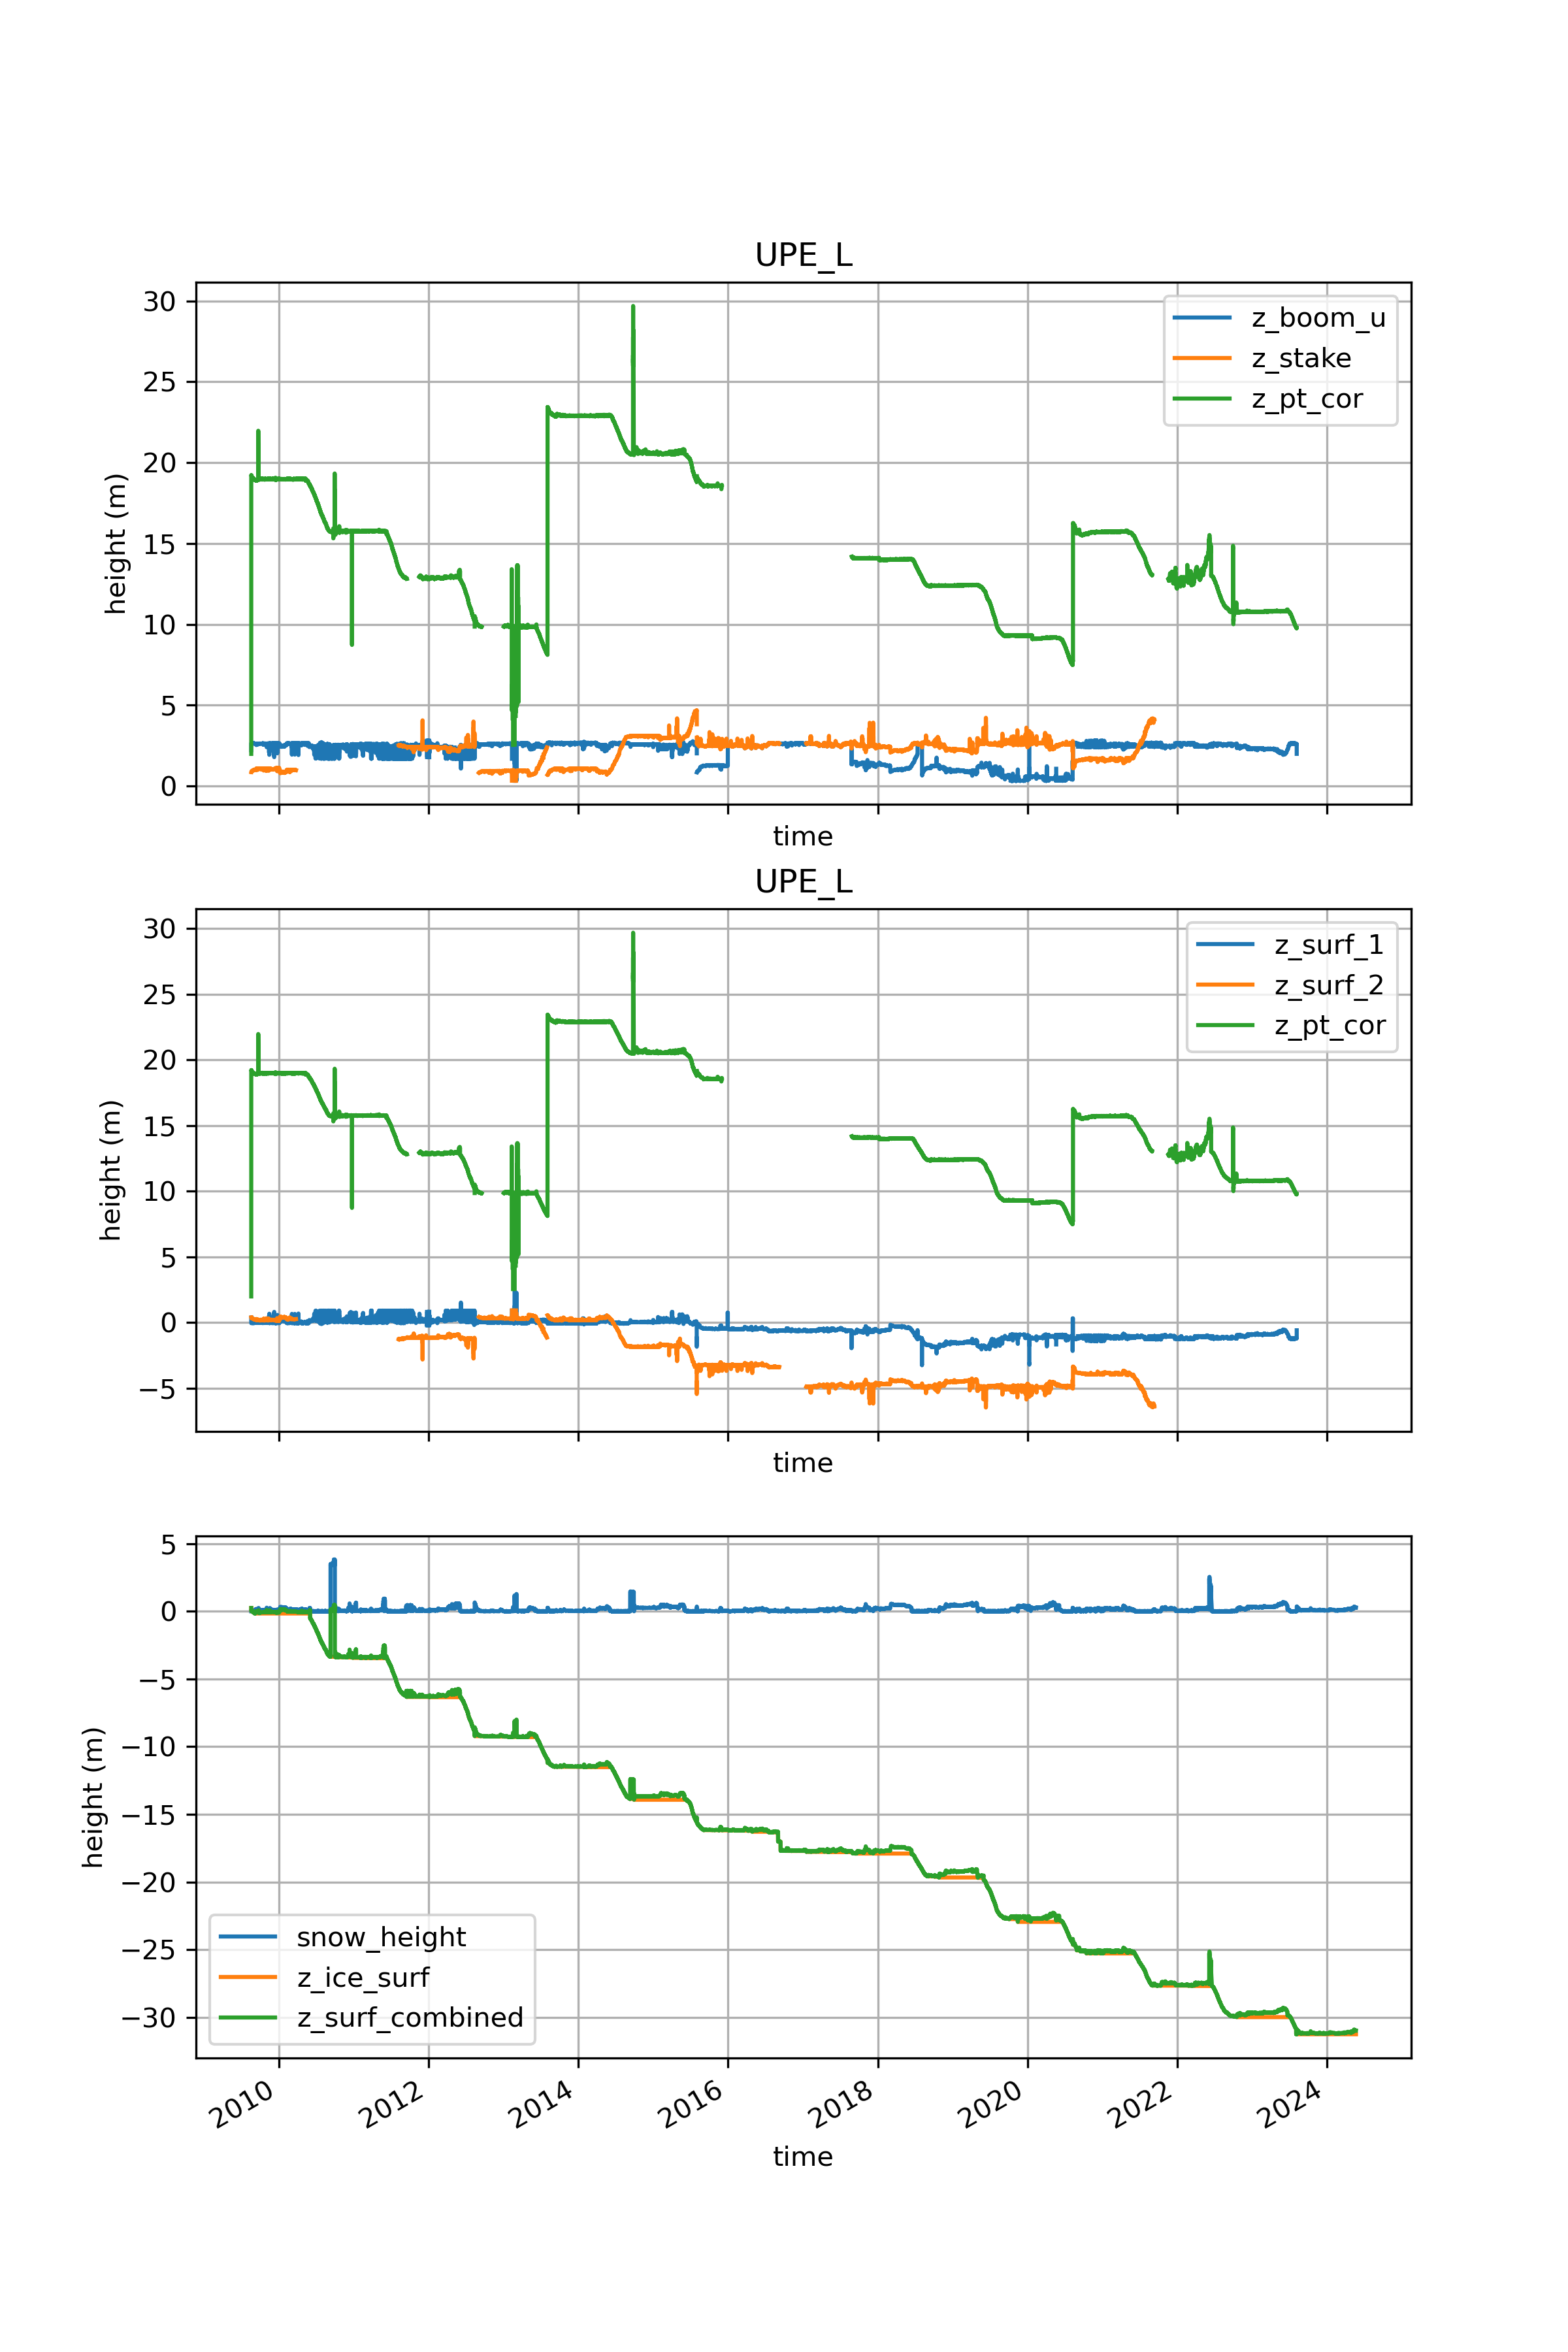 UPE_L
30
25
20
15
10
5
0
height (m)
z_boom_u
z_stake
z_pt_cor
time
UPE_L
30
25
20
15
10
5
0
−5
height (m)
z_surf_1
z_surf_2
z_pt_cor
time
5
0
−5
−10
−15
−20
−25
−30
height (m)
snow_height
z_ice_surf
z_surf_combined
2010
2012
2014
2016
2018
2020
2022
2024
time